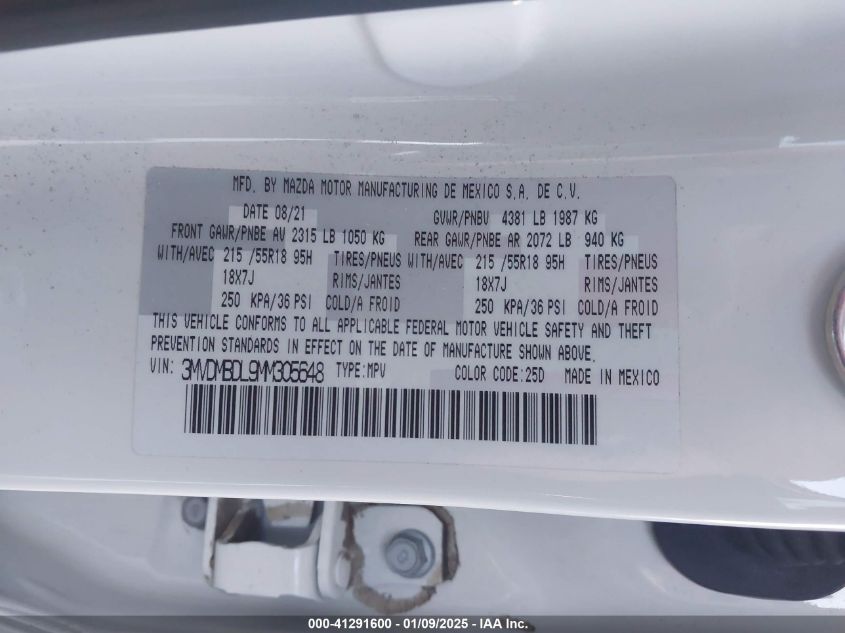 MFD. BY MAZDA MOTOR MANUFACTURING DE MEXICO S.A. DE C.V.
DATE 08/21 GVWR/PNBV 4381 LB 1987 KG
FRONT GAWR/PNBE AV 2315 LB 1050 KG REAR GAWR/PNBE AR 2072 LB 940 KG
WITH/AVEC 215 /55R18 95H TIRES/PNEUS WITH/AVEC 215 /55R18 95H TIRES/PNEUS
18X7J RIMS/JANTES 18X7J RIMS/JANTES
250 KPA/36 PSI COLD/A FROID 250 KPA/36 PSI COLD/A FROID
THIS VEHICLE CONFORMS TO ALL APPLICABLE FEDERAL MOTOR VEHICLE SAFETY AND THEFT
PREVENTION STANDARDS IN EFFECT ON THE DATE OF MANUFACTURE SHOWN ABOVE.
VIN: 3MVDMBDL9MM305648 TYPE:MPV COLOR CODE:25D MADE IN MEXICO
000-41291600 - 01/09/2025 - IAA Inc.